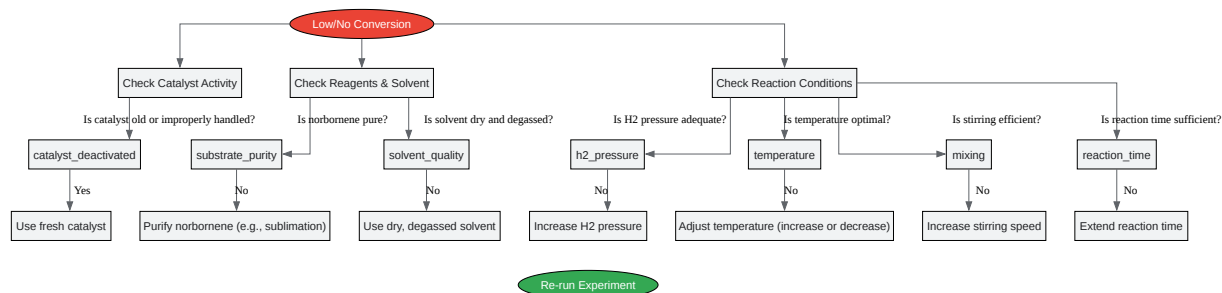 Low/No Conversion
Check Catalyst Activity
Check Reagents & Solvent
Check Reaction Conditions
Is catalyst old or improperly handled?
Is norbornene pure?
Is solvent dry and degassed?
Is H2 pressure adequate?
Is temperature optimal?
Is stirring efficient?
Is reaction time sufficient?
catalyst_deactivated
substrate_purity
solvent_quality
h2_pressure
temperature
mixing
reaction_time
Yes
No
No
No
No
No
No
Use fresh catalyst
Purify norbornene (e.g., sublimation)
Use dry, degassed solvent
Increase H2 pressure
Adjust temperature (increase or decrease)
Increase stirring speed
Extend reaction time
Re-run Experiment